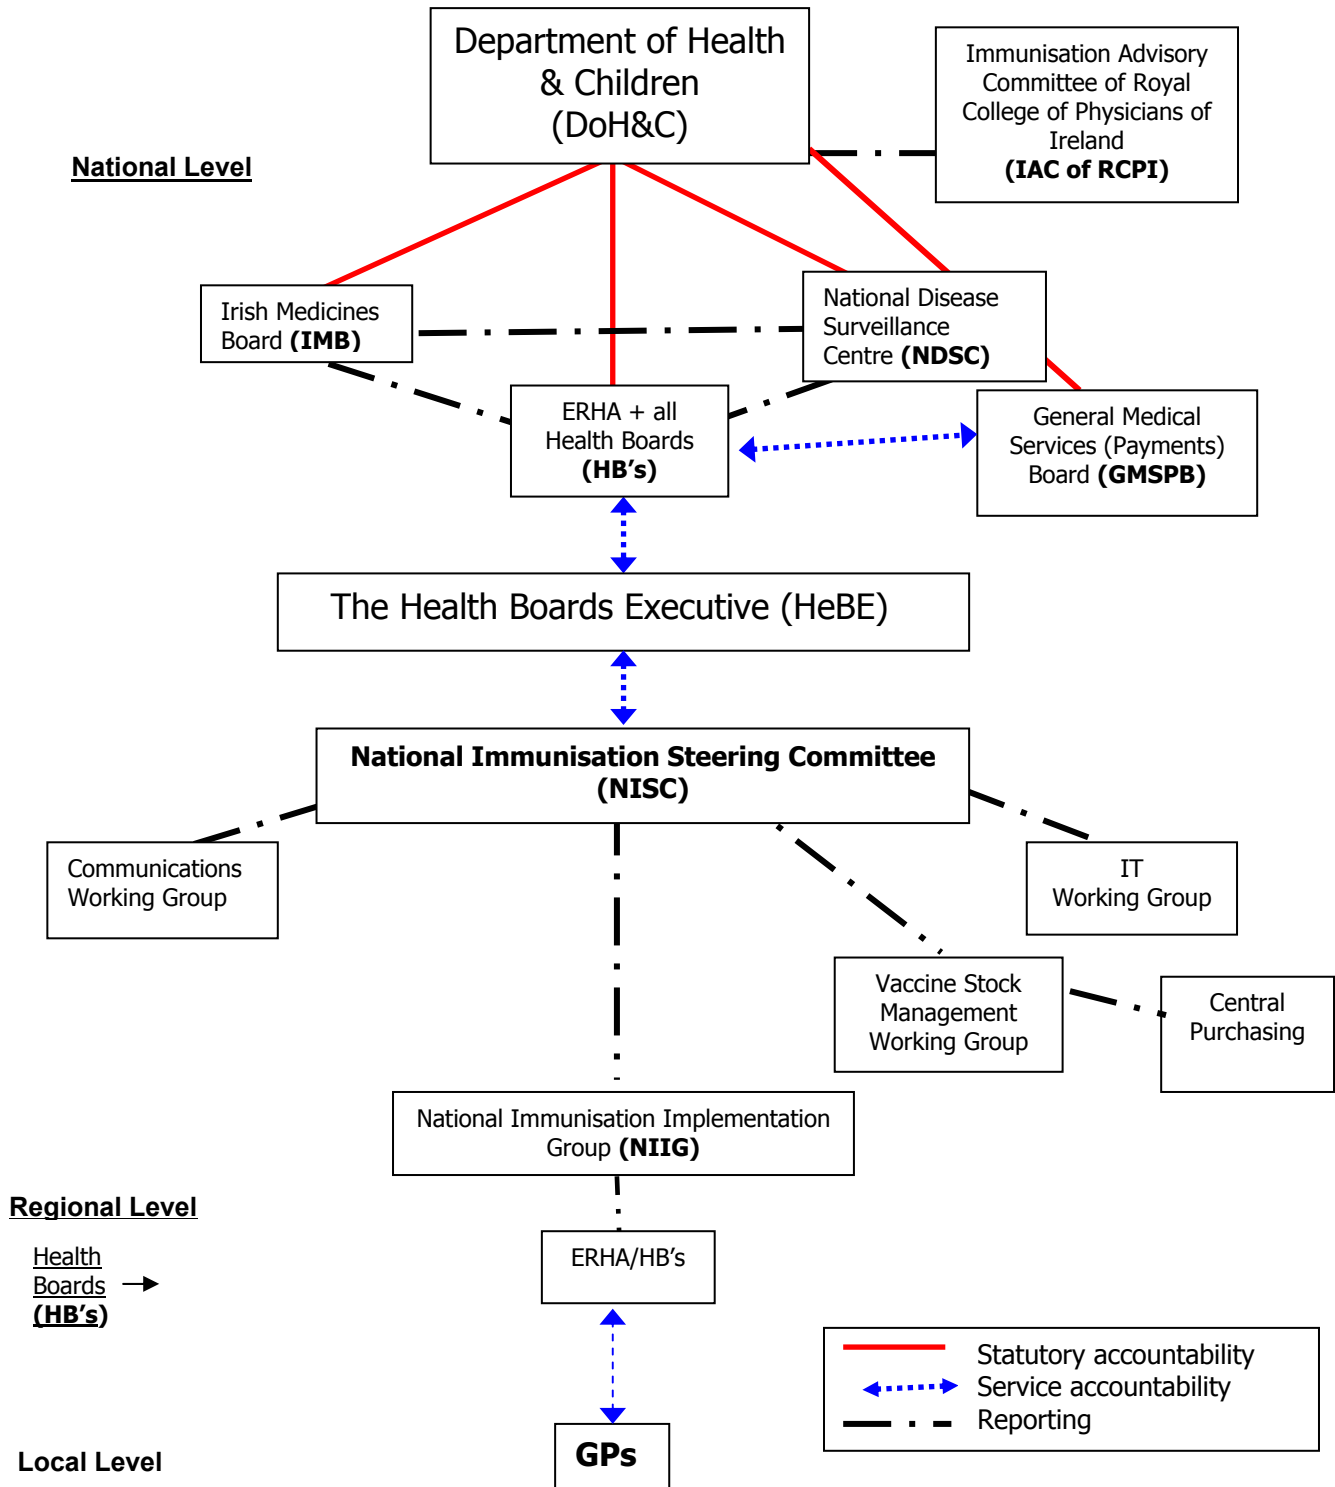 Department of Health
& Children
(DoH&C)
Immunisation Advisory
Committee of Royal
College of Physicians of
Ireland
(IAC of RCPI)
National Level
Irish Medicines
Board (IMB)
National Disease
Surveillance
Centre (NDSC)
ERHA + all
Health Boards
(HB's)
General Medical
Services (Payments)
Board (GMSPB)
The Health Boards Executive (HeBE)
National Immunisation Steering Committee
(NISC)
Communications
Working Group
IT
Working Group
Vaccine Stock
Management
Working Group
Central
Purchasing
National Immunisation Implementation
Group (NIIG)
Regional Level
Health
Boards
(HB's)
ERHA/HB's
Statutory accountability
Service accountability
Reporting
GPs
Local Level